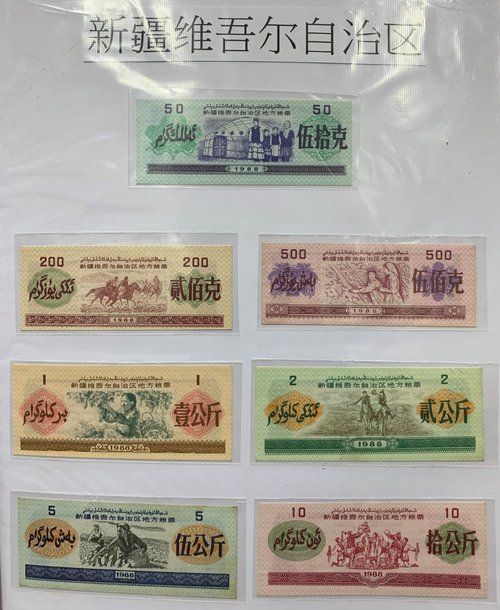 新疆维吾尔自治区
50 50
新疆维吾尔自治区地方粮票
ئەللىك گرام
伍拾克
1988
200 200
新疆维吾尔自治区地方粮票
ئىككى يۈز گرام
贰佰克
1988
500 500
新疆维吾尔自治区地方粮票
بەش يۈز گرام
伍佰克
1988
1 1
新疆维吾尔自治区地方粮票
بىر كىلوگرام
壹公斤
1988
2 2
新疆维吾尔自治区地方粮票
ئىككى كىلوگرام
贰公斤
1988
5 5
新疆维吾尔自治区地方粮票
بەش كىلوگرام
伍公斤
1988
10 10
新疆维吾尔自治区地方粮票
ئون كىلوگرام
拾公斤
1988